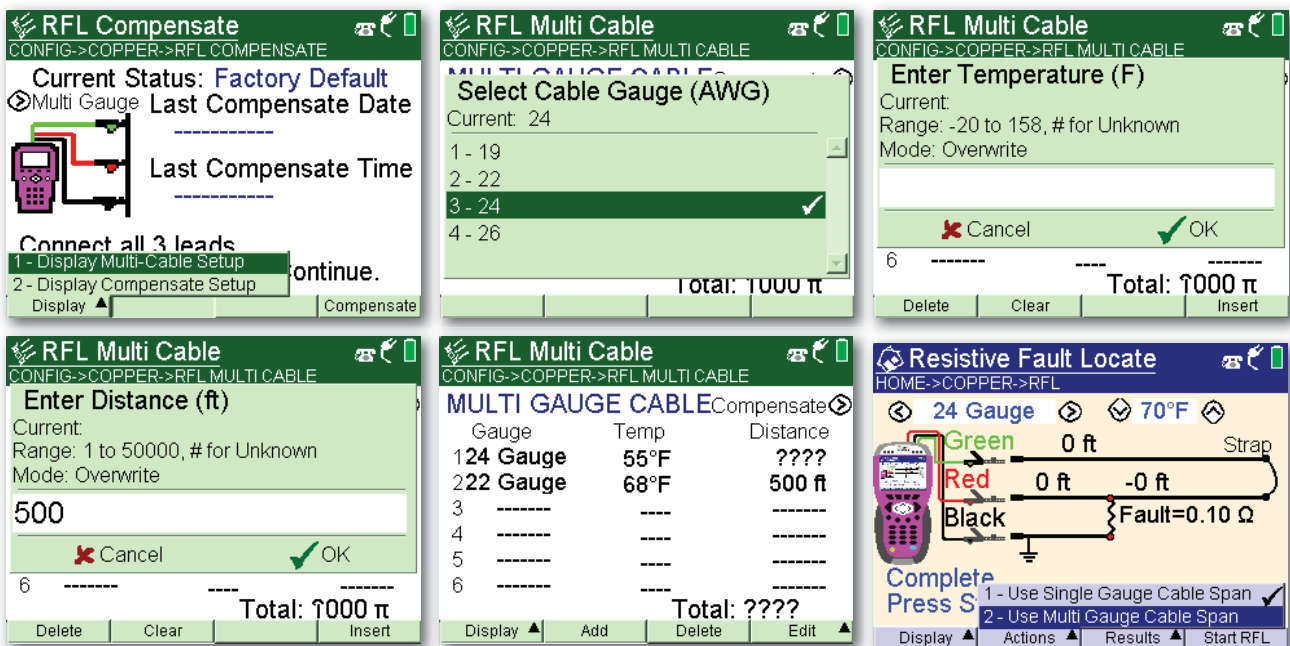 RFL Compensate
CONFIG->COPPER->RFL COMPENSATE
Current Status: Factory Default
Multi Gauge Last Compensate Date
-----------
Last Compensate Time
-----------
Connect all 3 leads
1 - Display Multi-Cable Setup
ontinue.
2 - Display Compensate Setup
Display Compensate
RFL Multi Cable
CONFIG->COPPER->RFL MULTI CABLE
MULTI GAUGE CABLE
Select Cable Gauge (AWG)
Current: 24
1 - 19
2 - 22
3 - 24
4 - 26
Total: 1000 ft
RFL Multi Cable
CONFIG->COPPER->RFL MULTI CABLE
Enter Temperature (F)
Current:
Range: -20 to 158, # for Unknown
Mode: Overwrite
Cancel OK
6 ------- ---- -------
Total: 1000 ft
Delete Clear Insert
RFL Multi Cable
CONFIG->COPPER->RFL MULTI CABLE
Enter Distance (ft)
Current:
Range: 1 to 50000, # for Unknown
Mode: Overwrite
500
Cancel OK
6 ------- ---- -------
Total: 1000 ft
Delete Clear Insert
RFL Multi Cable
CONFIG->COPPER->RFL MULTI CABLE
MULTI GAUGE CABLE Compensate
Gauge Temp Distance
1 24 Gauge 55°F ????
2 22 Gauge 68°F 500 ft
3 ------- ---- -------
4 ------- ---- -------
5 ------- ---- -------
6 ------- ---- -------
Total: ????
Display Add Delete Edit
Resistive Fault Locate
HOME->COPPER->RFL
24 Gauge 70°F
Green 0 ft Strap
Red 0 ft -0 ft
Black Fault=0.10 Ω
Complete
Press S
1 - Use Single Gauge Cable Span
2 - Use Multi Gauge Cable Span
Display Actions Results Start RFL